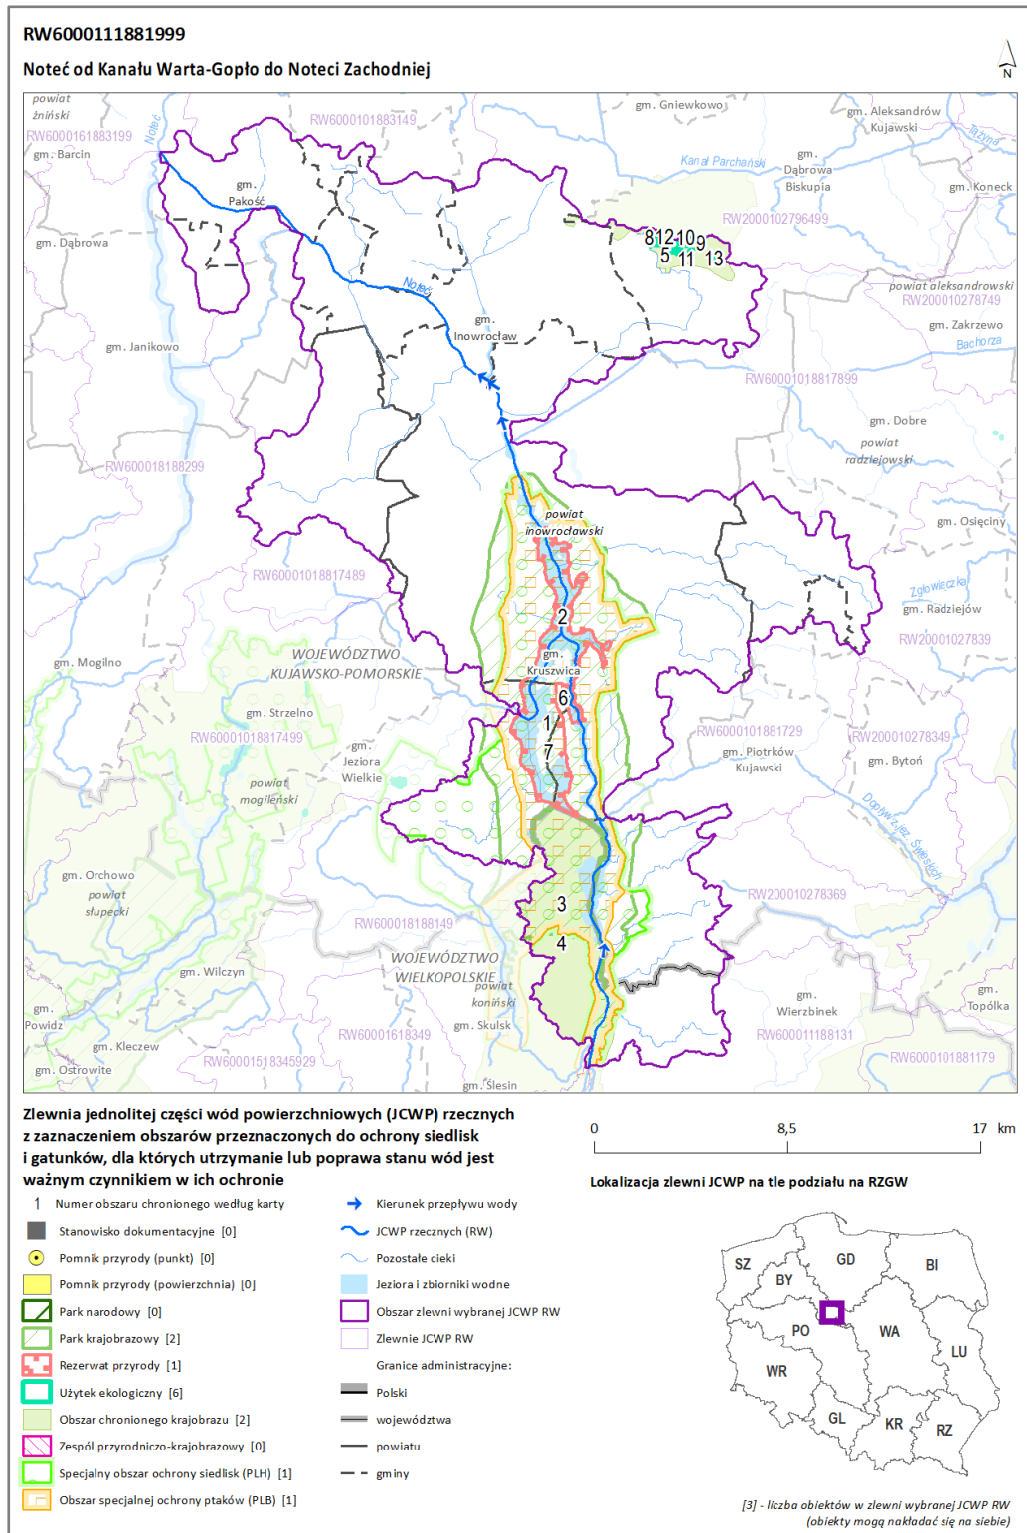 RW6000111881999
Noteć od Kanału Warta-Gopło do Noteci Zachodniej
N
powiat
żniński
RW6000161883199
gm. Barcin
Noteć
RW6000101883149
gm. Gniewkowo
gm. Aleksandrów
Kujawski
Tążyna
Kanał Parchański
gm.
Dąbrowa
Biskupia
gm. Koneck
gm.
Pakość
RW2000102796499
gm. Dąbrowa
8 12 10 9
5 11 13
powiat aleksandrowski
RW200010278749
Noteć
gm.
Inowrocław
gm. Zakrzewo
Bachorza
gm. Janikowo
RW60001018817899
gm. Dobre
powiat
radziejowski
RW600018188299
powiat
inowrocławski
gm. Osięciny
RW60001018817489
Zgłowiączka
gm. Radziejów
2
RW20001027839
WOJEWÓDZTWO
KUJAWSKO-POMORSKIE
gm. Mogilno
gm.
Kruszwica
6
gm. Strzelno
1
RW60001018817499
RW6000101881729
RW200010278349
gm.
Jeziora
Wielkie
7
gm. Piotrków
Kujawski
gm. Bytoń
powiat
mogileński
Dopływ z jez. Świeskich
gm. Orchowo
powiat
słupecki
RW200010278369
3
RW600018188149
4
WOJEWÓDZTWO
WIELKOPOLSKIE
gm. Wilczyn
powiat
koniński
gm.
Powidz
gm.
Wierzbinek
gm.
Topólka
gm. Skulsk
RW60001618349
RW600011188131
gm. Kleczew
RW60001518345929
RW6000101881179
gm. Ostrowite
gm. Ślesin
Zlewnia jednolitej części wód powierzchniowych (JCWP) rzecznych
z zaznaczeniem obszarów przeznaczonych do ochrony siedlisk
i gatunków, dla których utrzymanie lub poprawa stanu wód jest
ważnym czynnikiem w ich ochronie
0 8,5 17 km
Lokalizacja zlewni JCWP na tle podziału na RZGW
1 Numer obszaru chronionego według karty
Stanowisko dokumentacyjne [0]
Pomnik przyrody (punkt) [0]
Pomnik przyrody (powierzchnia) [0]
Park narodowy [0]
Park krajobrazowy [2]
Rezerwat przyrody [1]
Użytek ekologiczny [6]
Obszar chronionego krajobrazu [2]
Zespół przyrodniczo-krajobrazowy [0]
Specjalny obszar ochrony siedlisk (PLH) [1]
Obszar specjalnej ochrony ptaków (PLB) [1]
Kierunek przepływu wody
JCWP rzecznych (RW)
Pozostałe cieki
Jeziora i zbiorniki wodne
Obszar zlewni wybranej JCWP RW
Zlewnie JCWP RW
Granice administracyjne:
Polski
województwa
powiatu
gminy
SZ
GD
BI
BY
PO
WA
LU
WR
GL
KR
RZ
[3] - liczba obiektów w zlewni wybranej JCWP RW
(obiekty mogą nakładać się na siebie)